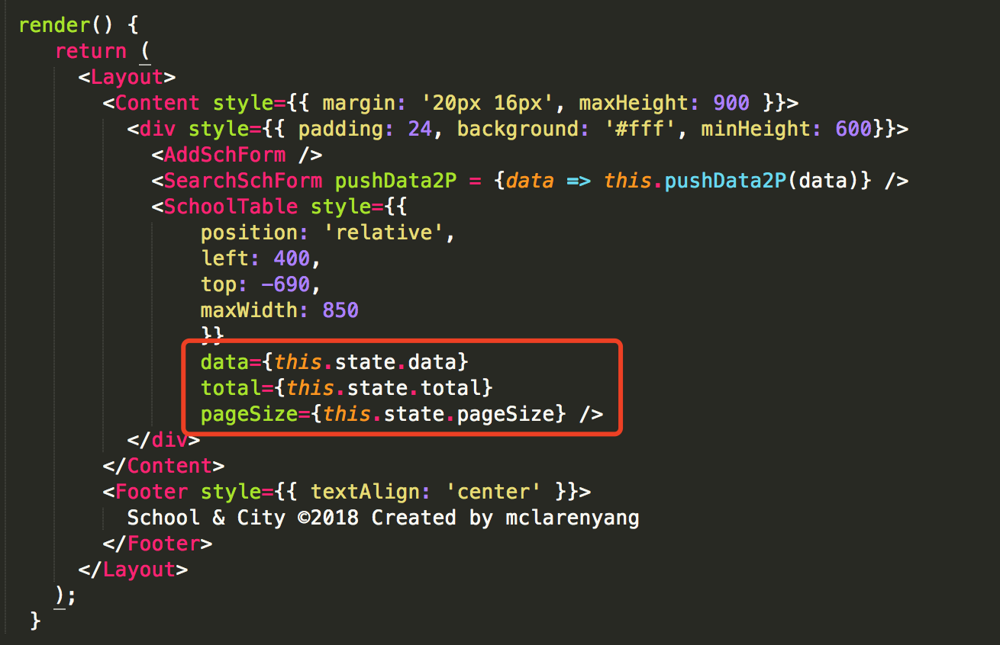 render() {
return (
<Layout>
<Content style={{ margin: '20px 16px', maxHeight: 900 }}>
<div style={{ padding: 24, background: '#fff', minHeight: 600}}>
<AddSchForm />
<SearchSchForm pushData2P = {data => this.pushData2P(data)} />
<SchoolTable style={{
position: 'relative',
left: 400,
top: -690,
maxWidth: 850
}}
data={this.state.data}
total={this.state.total}
pageSize={this.state.pageSize} />
</div>
</Content>
<Footer style={{ textAlign: 'center' }}>
School & City ©2018 Created by mclarenyang
</Footer>
</Layout>
);
}